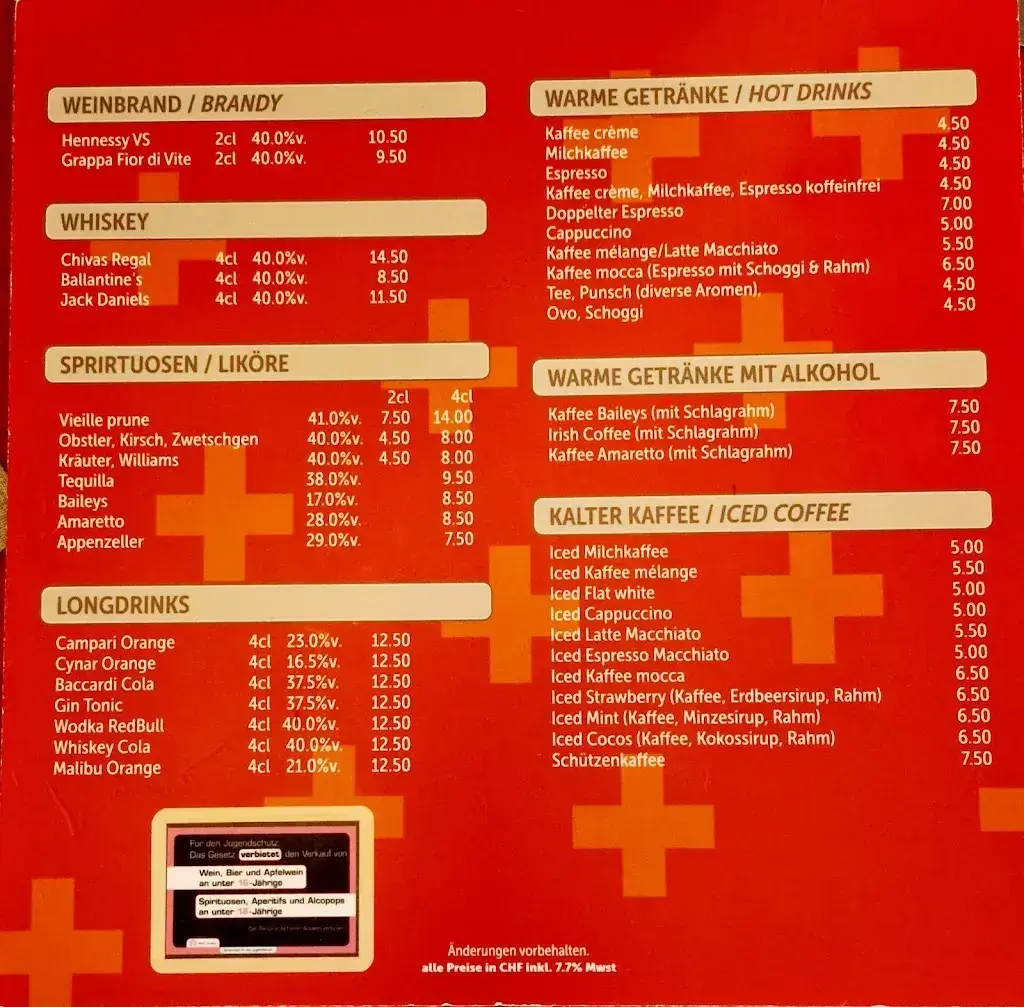 WEINBRAND / BRANDY
Hennessy VS 2cl 40.0%v. 10.50
Grappa Fior di Vite 2cl 40.0%v. 9.50
WHISKEY
Chivas Regal 4cl 40.0%v. 14.50
Ballantine's 4cl 40.0%v. 8.50
Jack Daniels 4cl 40.0%v. 11.50
SPRIRTUOSEN / LIKÖRE
2cl 4cl
Vieille prune 41.0%v. 7.50 14.00
Obstler, Kirsch, Zwetschgen 40.0%v. 4.50 8.00
Kräuter, Williams 40.0%v. 4.50 8.00
Tequilla 38.0%v. 9.50
Baileys 17.0%v. 8.50
Amaretto 28.0%v. 8.50
Appenzeller 29.0%v. 7.50
LONGDRINKS
Campari Orange 4cl 23.0%v. 12.50
Cynar Orange 4cl 16.5%v. 12.50
Baccardi Cola 4cl 37.5%v. 12.50
Gin Tonic 4cl 37.5%v. 12.50
Wodka RedBull 4cl 40.0%v. 12.50
Whiskey Cola 4cl 40.0%v. 12.50
Malibu Orange 4cl 21.0%v. 12.50
Für den Jugendschutz
Das Gesetz verbietet den Verkauf von
Wein, Bier und Apfelwein
an unter 16-Jährige
Spirituosen, Aperitifs und Alcopops
an unter 18-Jährige
WARME GETRÄNKE / HOT DRINKS
Kaffee crème 4.50
Milchkaffee 4.50
Espresso 4.50
Kaffee crème, Milchkaffee, Espresso koffeinfrei 4.50
Doppelter Espresso 7.00
Cappuccino 5.00
Kaffee mélange/Latte Macchiato 5.50
Kaffee mocca (Espresso mit Schoggi & Rahm) 6.50
Tee, Punsch (diverse Aromen), 4.50
Ovo, Schoggi 4.50
WARME GETRÄNKE MIT ALKOHOL
Kaffee Baileys (mit Schlagrahm) 7.50
Irish Coffee (mit Schlagrahm) 7.50
Kaffee Amaretto (mit Schlagrahm) 7.50
KALTER KAFFEE / ICED COFFEE
Iced Milchkaffee 5.00
Iced Kaffee mélange 5.50
Iced Flat white 5.00
Iced Cappuccino 5.00
Iced Latte Macchiato 5.50
Iced Espresso Macchiato 5.00
Iced Kaffee mocca 6.50
Iced Strawberry (Kaffee, Erdbeersirup, Rahm) 6.50
Iced Mint (Kaffee, Minzesirup, Rahm) 6.50
Iced Cocos (Kaffee, Kokossirup, Rahm) 6.50
Schützenkaffee 7.50
Änderungen vorbehalten.
alle Preise in CHF inkl. 7.7% Mwst